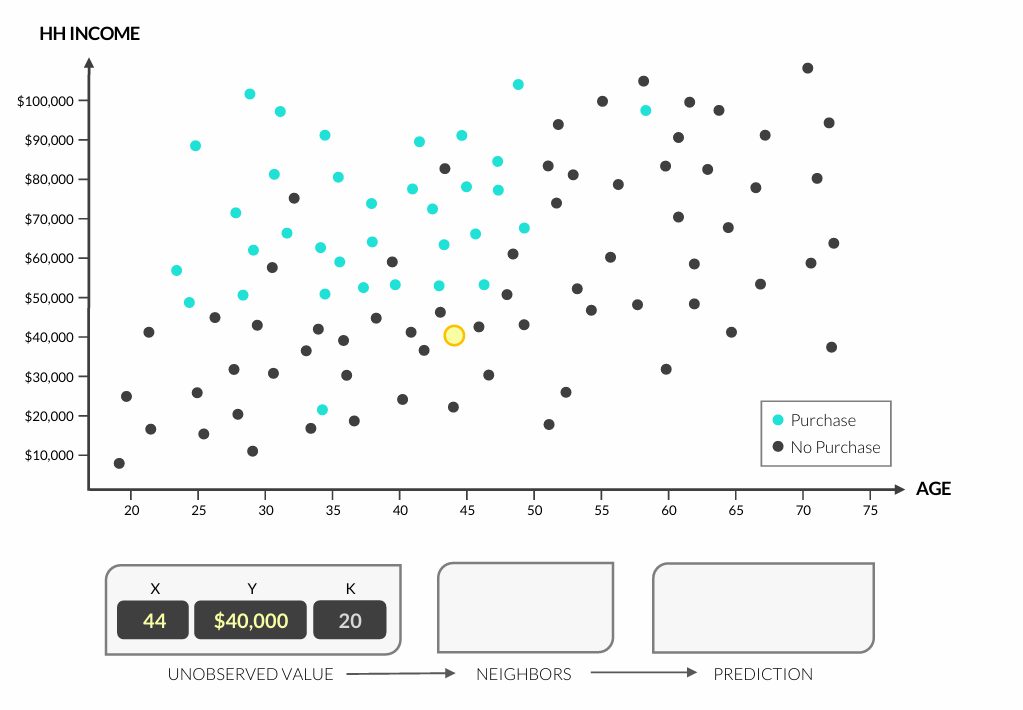 HH INCOME
$100,000
$90,000
$80,000
$70,000
$60,000
$50,000
$40,000
$30,000
$20,000
$10,000
Purchase
No Purchase
20 25 30 35 40 45 50 55 60 65 70 75
AGE
X Y K
44 $40,000 20
UNOBSERVED VALUE NEIGHBORS PREDICTION